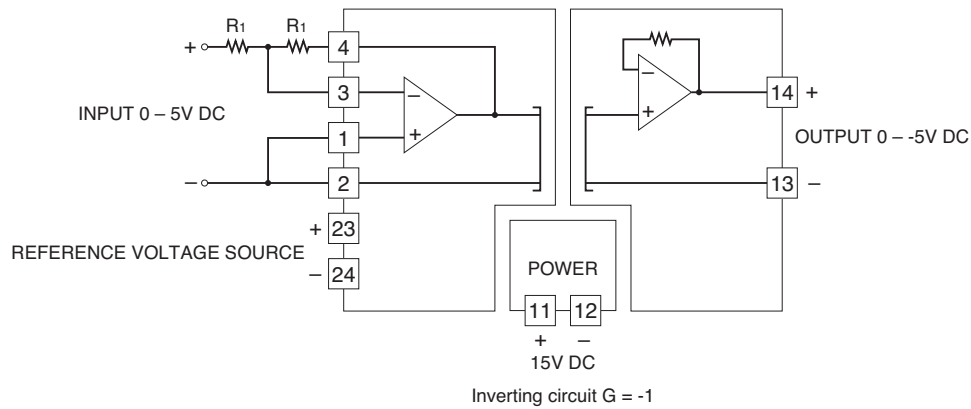 R1 R1
+ 4
3 −
INPUT 0 – 5V DC
1 +
− 2
+ 23
REFERENCE VOLTAGE SOURCE
− 24
−
+
14 +
OUTPUT 0 – -5V DC
13 −
POWER
11 12
+ −
15V DC
Inverting circuit G = -1